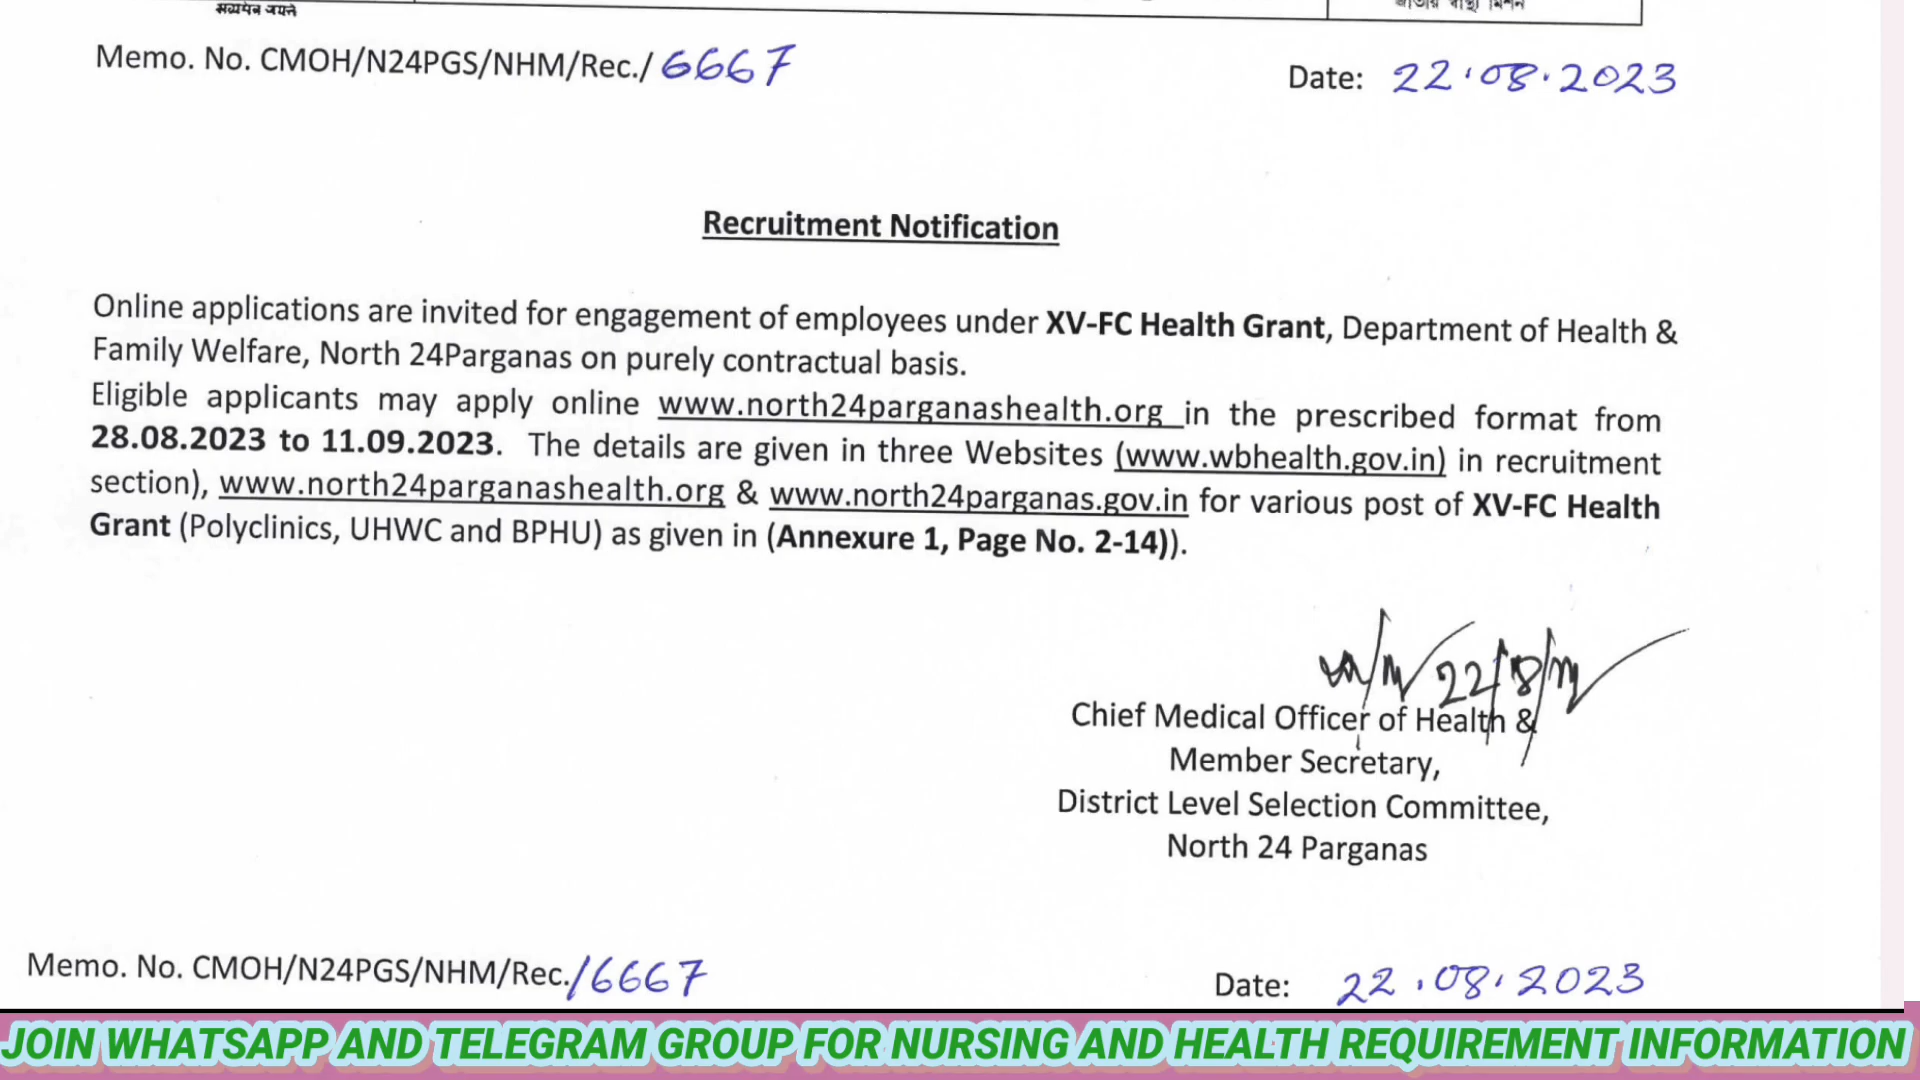 सत्यमेव जयते
Memo. No. CMOH/N24PGS/NHM/Rec./ 6667
Date: 22.08.2023
Recruitment Notification
Online applications are invited for engagement of employees under XV-FC Health Grant, Department of Health &
Family Welfare, North 24Parganas on purely contractual basis.
Eligible applicants may apply online www.north24parganashealth.org in the prescribed format from
28.08.2023 to 11.09.2023. The details are given in three Websites (www.wbhealth.gov.in) in recruitment
section), www.north24parganashealth.org & www.north24parganas.gov.in for various post of XV-FC Health
Grant (Polyclinics, UHWC and BPHU) as given in (Annexure 1, Page No. 2-14)).
22/8/
Chief Medical Officer of Health &
Member Secretary,
District Level Selection Committee,
North 24 Parganas
Memo. No. CMOH/N24PGS/NHM/Rec./6667
Date: 22.08.2023
JOIN WHATSAPP AND TELEGRAM GROUP FOR NURSING AND HEALTH REQUIREMENT INFORMATION